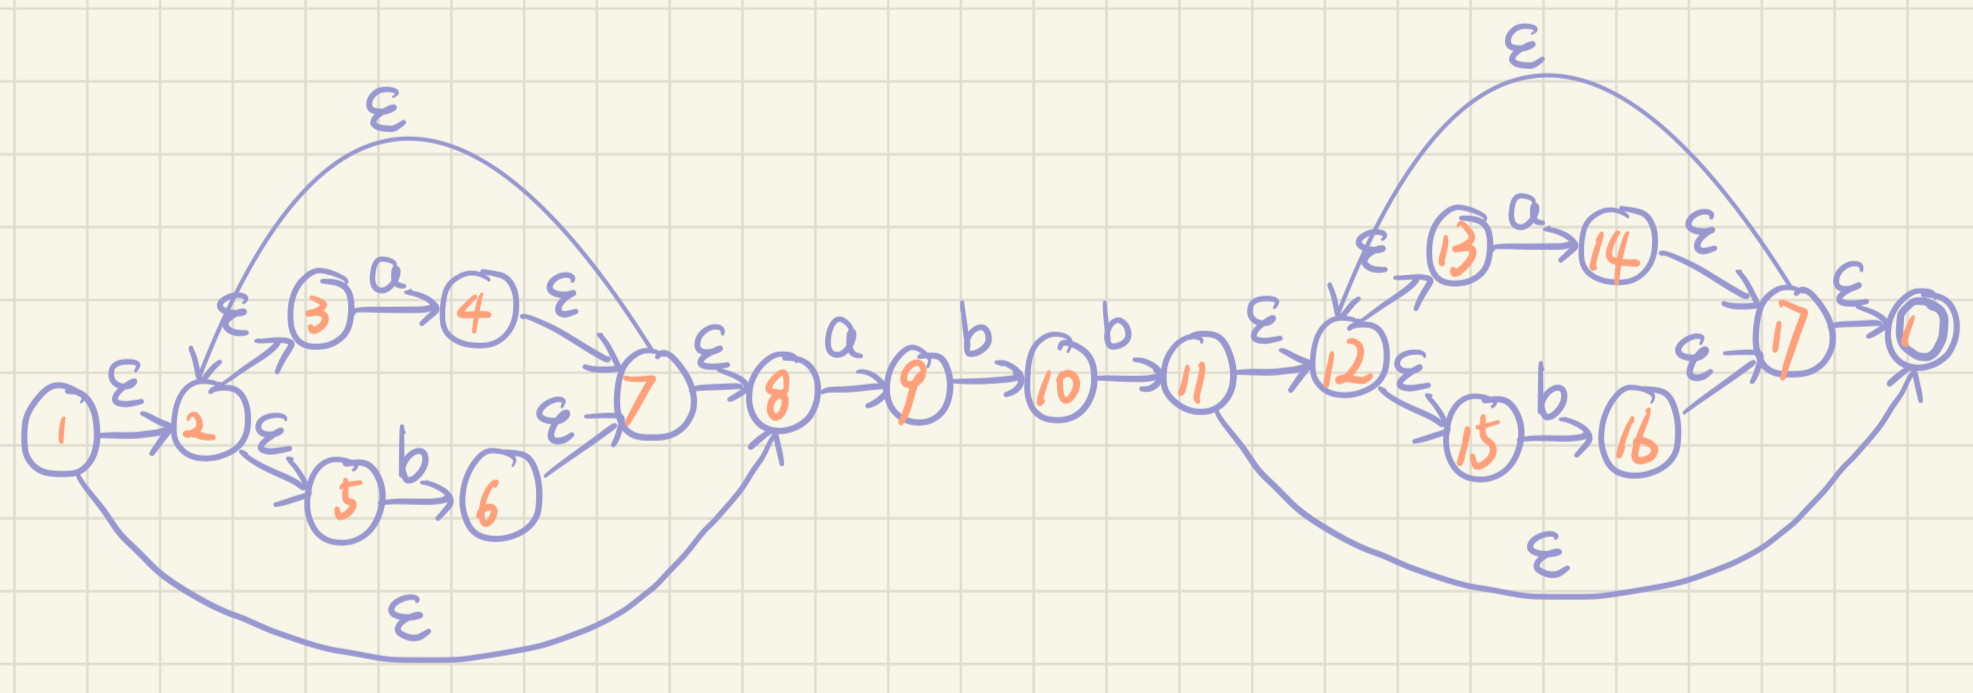 ε
ε
ε a ε
ε 3 4 ε
ε 13 a 14 ε
1 ε 2 7 ε 8 a 9 b 10 b 11 ε 12 17 ε
ε 5 b 6 ε
ε 15 b 16 ε
ε
ε